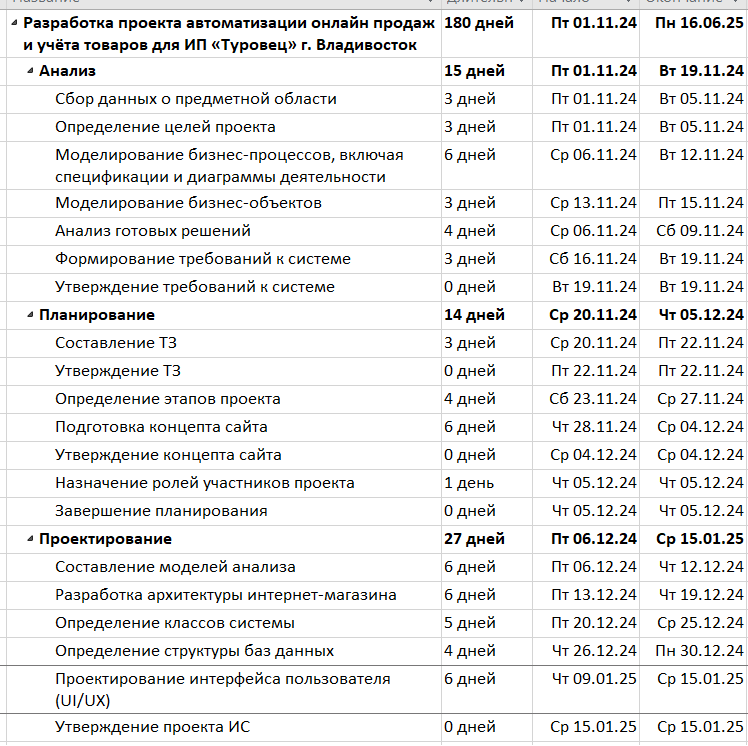 Название Длительн Начало Окончание
Разработка проекта автоматизации онлайн продаж 180 дней Пт 01.11.24 Пн 16.06.25
и учёта товаров для ИП «Туровец» г. Владивосток
Анализ 15 дней Пт 01.11.24 Вт 19.11.24
Сбор данных о предметной области 3 дней Пт 01.11.24 Вт 05.11.24
Определение целей проекта 3 дней Пт 01.11.24 Вт 05.11.24
Моделирование бизнес-процессов, включая 6 дней Ср 06.11.24 Вт 12.11.24
спецификации и диаграммы деятельности
Моделирование бизнес-объектов 3 дней Ср 13.11.24 Пт 15.11.24
Анализ готовых решений 4 дней Ср 06.11.24 Сб 09.11.24
Формирование требований к системе 3 дней Сб 16.11.24 Вт 19.11.24
Утверждение требований к системе 0 дней Вт 19.11.24 Вт 19.11.24
Планирование 14 дней Ср 20.11.24 Чт 05.12.24
Составление ТЗ 3 дней Ср 20.11.24 Пт 22.11.24
Утверждение ТЗ 0 дней Пт 22.11.24 Пт 22.11.24
Определение этапов проекта 4 дней Сб 23.11.24 Ср 27.11.24
Подготовка концепта сайта 6 дней Чт 28.11.24 Ср 04.12.24
Утверждение концепта сайта 0 дней Ср 04.12.24 Ср 04.12.24
Назначение ролей участников проекта 1 день Чт 05.12.24 Чт 05.12.24
Завершение планирования 0 дней Чт 05.12.24 Чт 05.12.24
Проектирование 27 дней Пт 06.12.24 Ср 15.01.25
Составление моделей анализа 6 дней Пт 06.12.24 Чт 12.12.24
Разработка архитектуры интернет-магазина 6 дней Пт 13.12.24 Чт 19.12.24
Определение классов системы 5 дней Пт 20.12.24 Ср 25.12.24
Определение структуры баз данных 4 дней Чт 26.12.24 Пн 30.12.24
Проектирование интерфейса пользователя 6 дней Чт 09.01.25 Ср 15.01.25
(UI/UX)
Утверждение проекта ИС 0 дней Ср 15.01.25 Ср 15.01.25